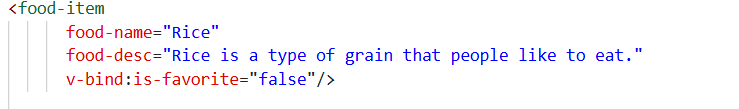 <food-item
food-name="Rice"
food-desc="Rice is a type of grain that people like to eat."
v-bind:is-favorite="false"/>